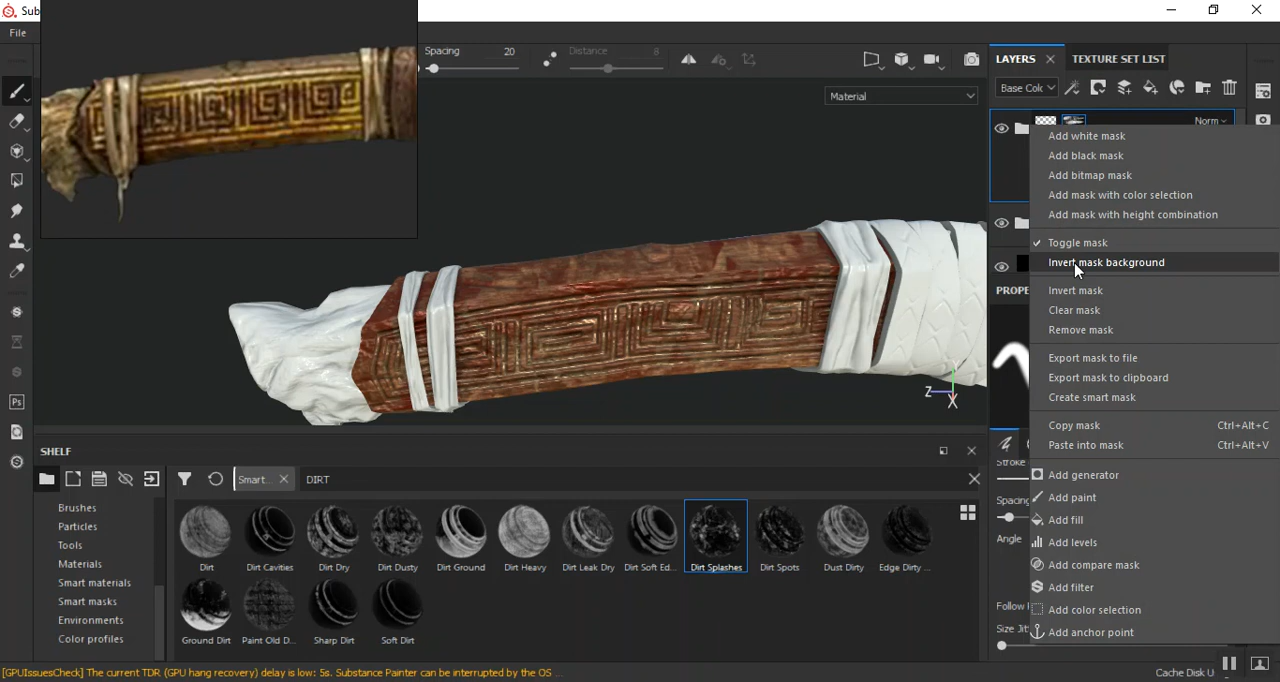 Sub
File
Spacing 20
Distance 8
LAYERS
TEXTURE SET LIST
Base Col
Material
Norm
Add white mask
Add black mask
Add bitmap mask
Add mask with color selection
Add mask with height combination
Toggle mask
Invert mask background
Invert mask
Clear mask
Remove mask
Export mask to file
Export mask to clipboard
Create smart mask
Copy mask Ctrl+Alt+C
Paste into mask Ctrl+Alt+V
Add generator
Add paint
Add fill
Add levels
Add compare mask
Add filter
Add color selection
Add anchor point
PROPE
Stroke
Spacing
Angle
Follow
Size Jit
Z
Y
X
SHELF
Smart...
DIRT
Brushes
Particles
Tools
Materials
Smart materials
Smart masks
Environments
Color profiles
Dirt
Dirt Cavities
Dirt Dry
Dirt Dusty
Dirt Ground
Dirt Heavy
Dirt Leak Dry
Dirt Soft Ed...
Dirt Splashes
Dirt Spots
Dust Dirty
Edge Dirty ...
Ground Dirt
Paint Old D...
Sharp Dirt
Soft Dirt
Ps
[GPUIssuesCheck] The current TDR (GPU hang recovery) delay is low: 5s. Substance Painter can be interrupted by the OS ...
Cache Disk U